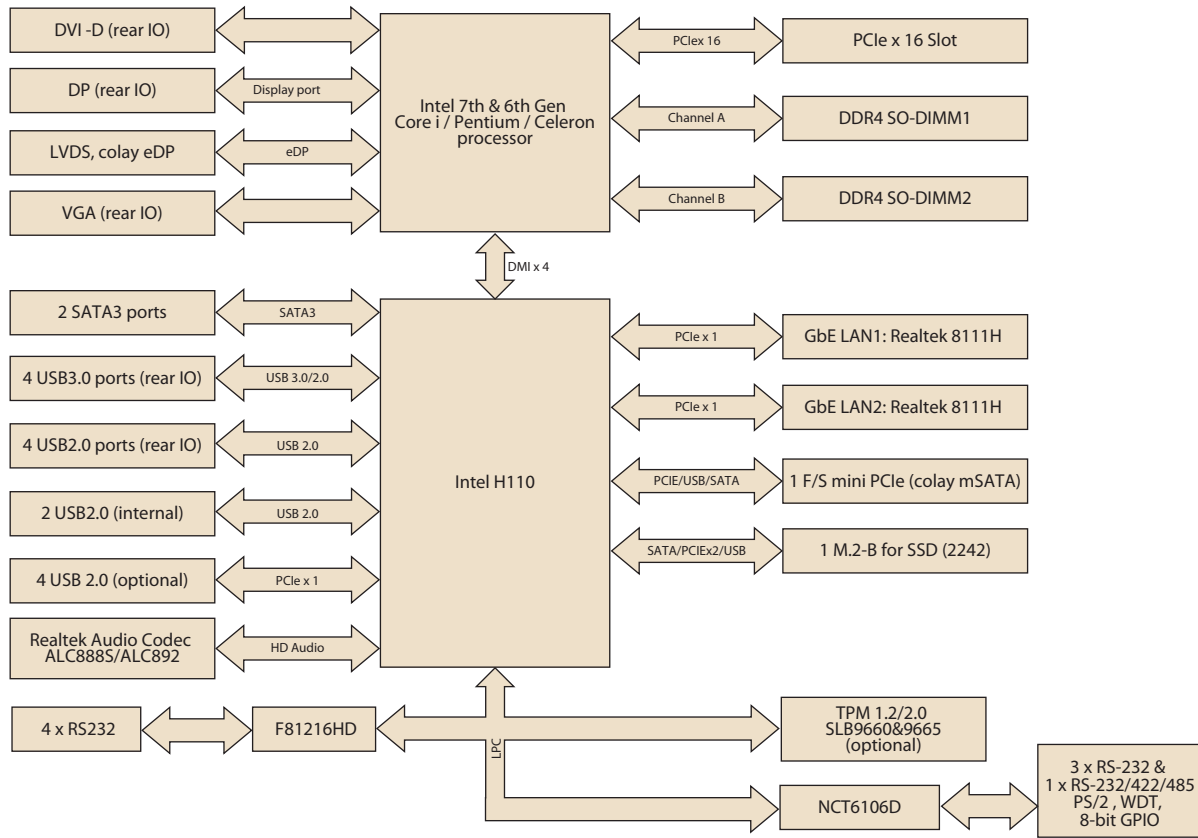 DVI -D (rear IO)
DP (rear IO)
Display port
LVDS, colay eDP
eDP
VGA (rear IO)
Intel 7th & 6th Gen
Core i / Pentium / Celeron
processor
PCIex 16
PCIe x 16 Slot
Channel A
DDR4 SO-DIMM1
Channel B
DDR4 SO-DIMM2
DMI x 4
2 SATA3 ports
SATA3
4 USB3.0 ports (rear IO)
USB 3.0/2.0
4 USB2.0 ports (rear IO)
USB 2.0
2 USB2.0 (internal)
USB 2.0
4 USB 2.0 (optional)
PCIe x 1
Realtek Audio Codec
ALC888S/ALC892
HD Audio
Intel H110
PCIe x 1
GbE LAN1: Realtek 8111H
PCIe x 1
GbE LAN2: Realtek 8111H
PCIE/USB/SATA
1 F/S mini PCIe (colay mSATA)
SATA/PCIEx2/USB
1 M.2-B for SSD (2242)
4 x RS232
F81216HD
LPC
TPM 1.2/2.0
SLB9660&9665
(optional)
NCT6106D
3 x RS-232 &
1 x RS-232/422/485
PS/2 , WDT,
8-bit GPIO